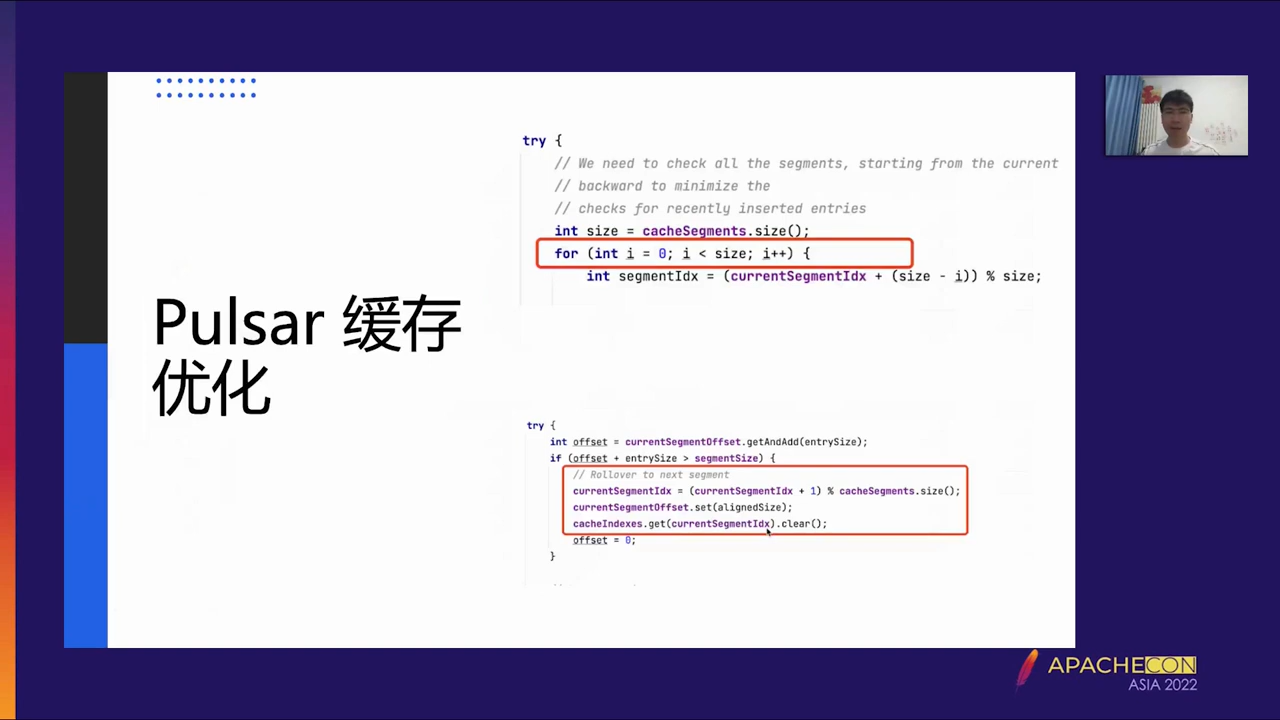 Pulsar 缓存
优化
try {
// We need to check all the segments, starting from the current
// backward to minimize the
// checks for recently inserted entries
int size = cacheSegments.size();
for (int i = 0; i < size; i++) {
int segmentIdx = (currentSegmentIdx + (size - i)) % size;
try {
int offset = currentSegmentOffset.getAndAdd(entrySize);
if (offset + entrySize > segmentSize) {
// Rollover to next segment
currentSegmentIdx = (currentSegmentIdx + 1) % cacheSegments.size();
currentSegmentOffset.set(alignedSize);
cacheIndexes.get(currentSegmentIdx).clear();
offset = 0;
}
APACHECON
ASIA 2022